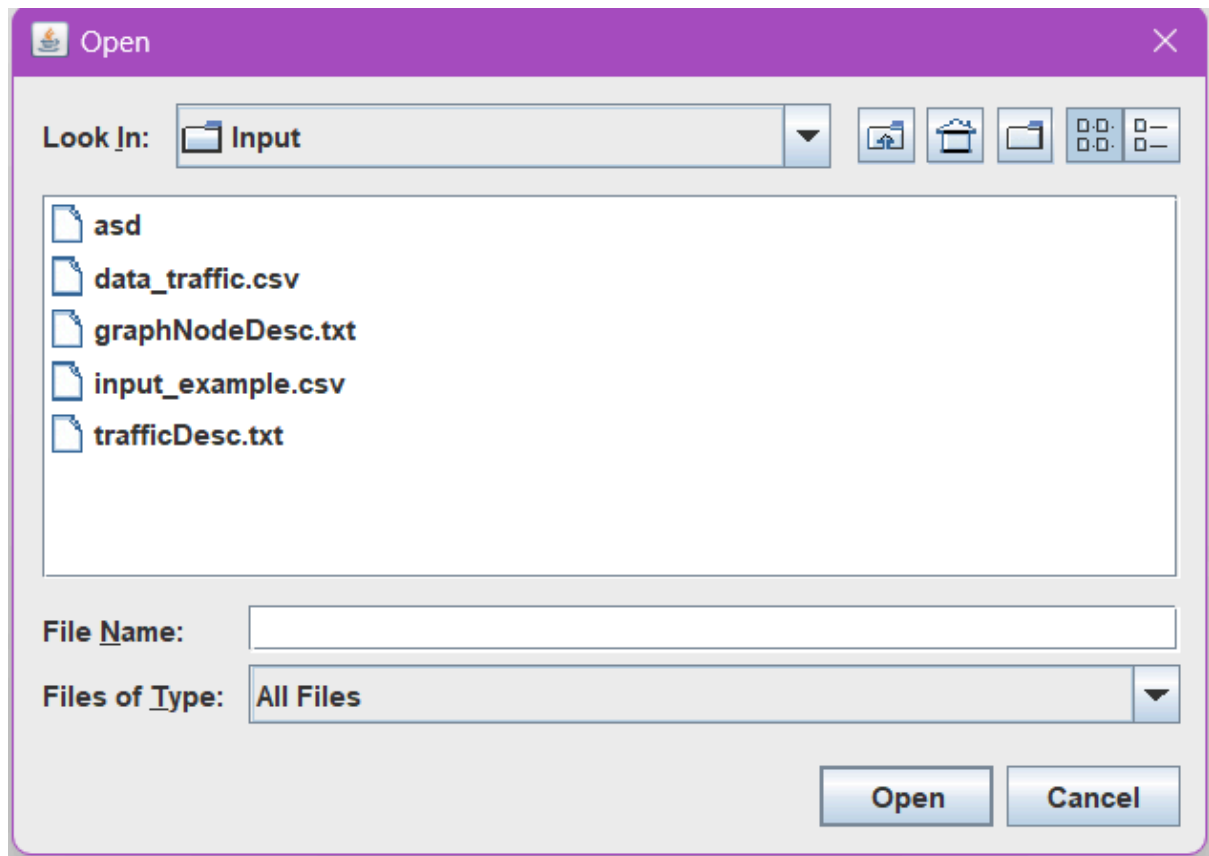 Open
Look In: Input
asd
data_traffic.csv
graphNodeDesc.txt
input_example.csv
trafficDesc.txt
File Name:
Files of Type: All Files
Open Cancel